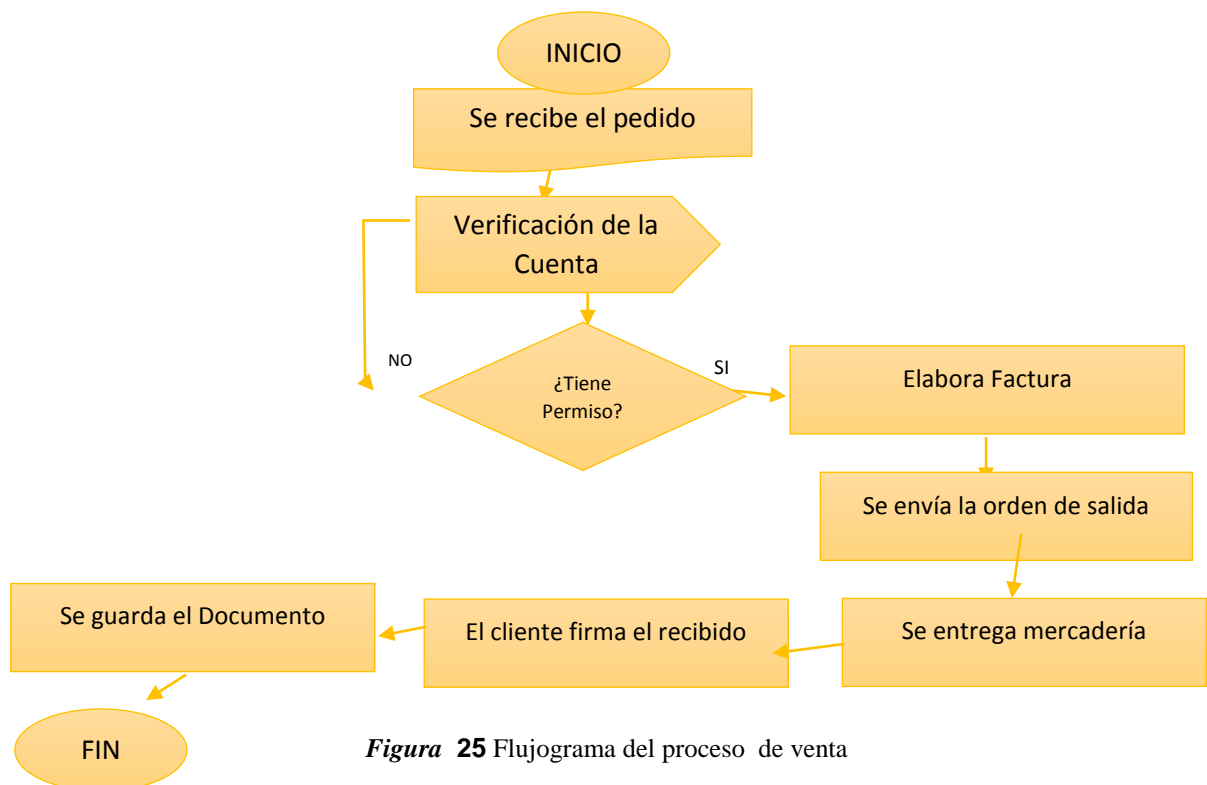 INICIO
Se recibe el pedido
Verificación de la
Cuenta
NO
¿Tiene
Permiso?
SI
Elabora Factura
Se envía la orden de salida
Se entrega mercadería
El cliente firma el recibido
Se guarda el Documento
FIN
Figura 25 Flujograma del proceso de venta